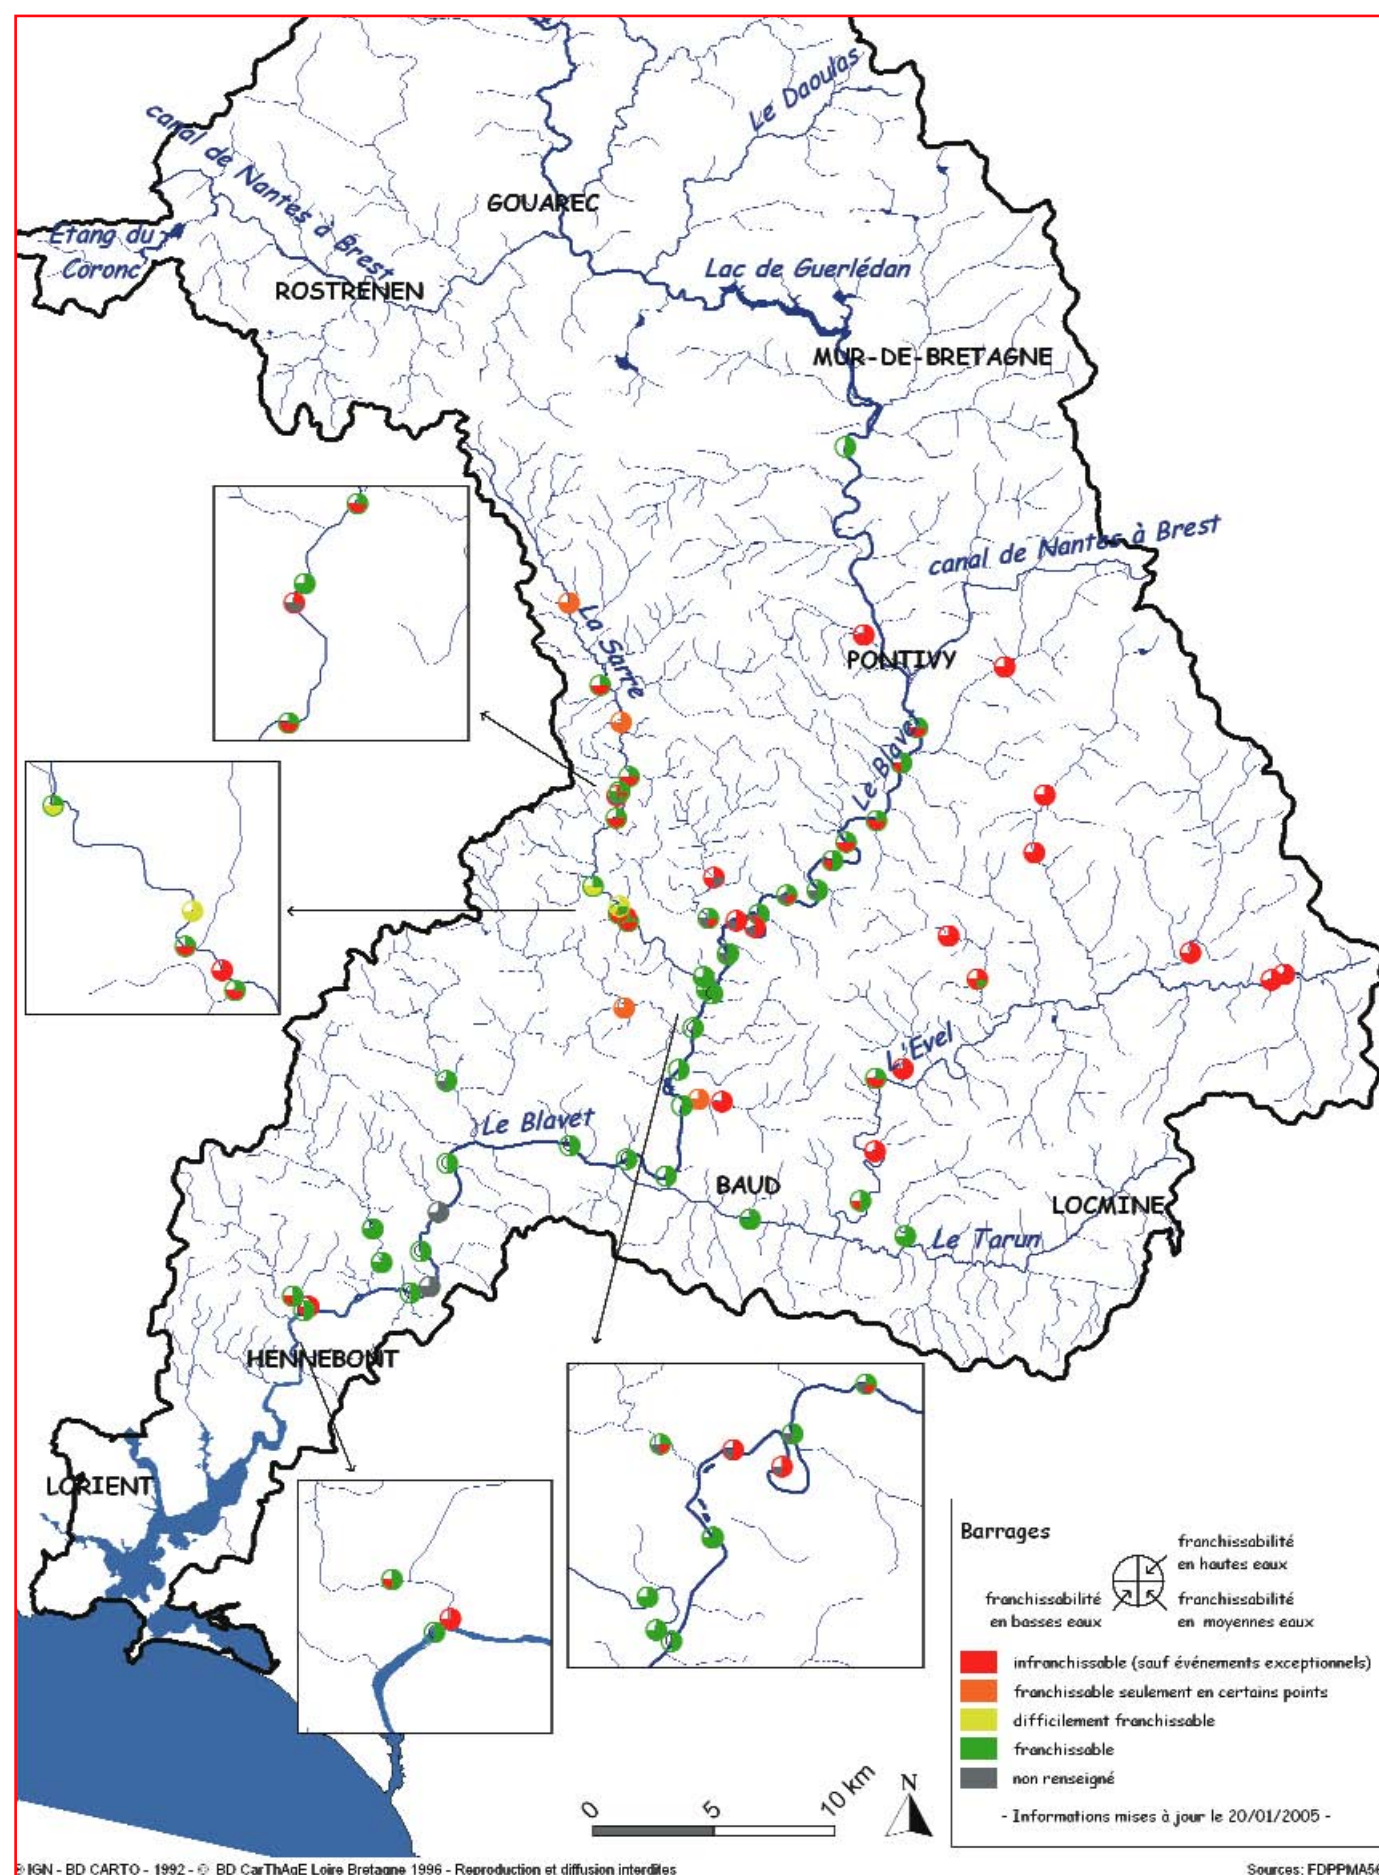 Le Daoulas
canal de Nantes à Brest
GOUAREC
Etang du
Coronc
ROSTRENEN
Lac de Guerlédan
MUR-DE-BRETAGNE
canal de Nantes à Brest
La Sarre
PONTIVY
Le Blavet
L'Evel
Le Blavet
BAUD
LOCMINE
Le Tarun
HENNEBONT
LORIENT
Barrages
franchissabilité
en hautes eaux
franchissabilité
en basses eaux
franchissabilité
en moyennes eaux
infranchissable (sauf événements exceptionnels)
franchissable seulement en certains points
difficilement franchissable
franchissable
non renseigné
- Informations mises à jour le 20/01/2005 -
0 5 10 km
N
© IGN - BD CARTO - 1992 - © BD CarThAgE Loire Bretagne 1996 - Reproduction et diffusion interdites
Sources: FDPPMA56